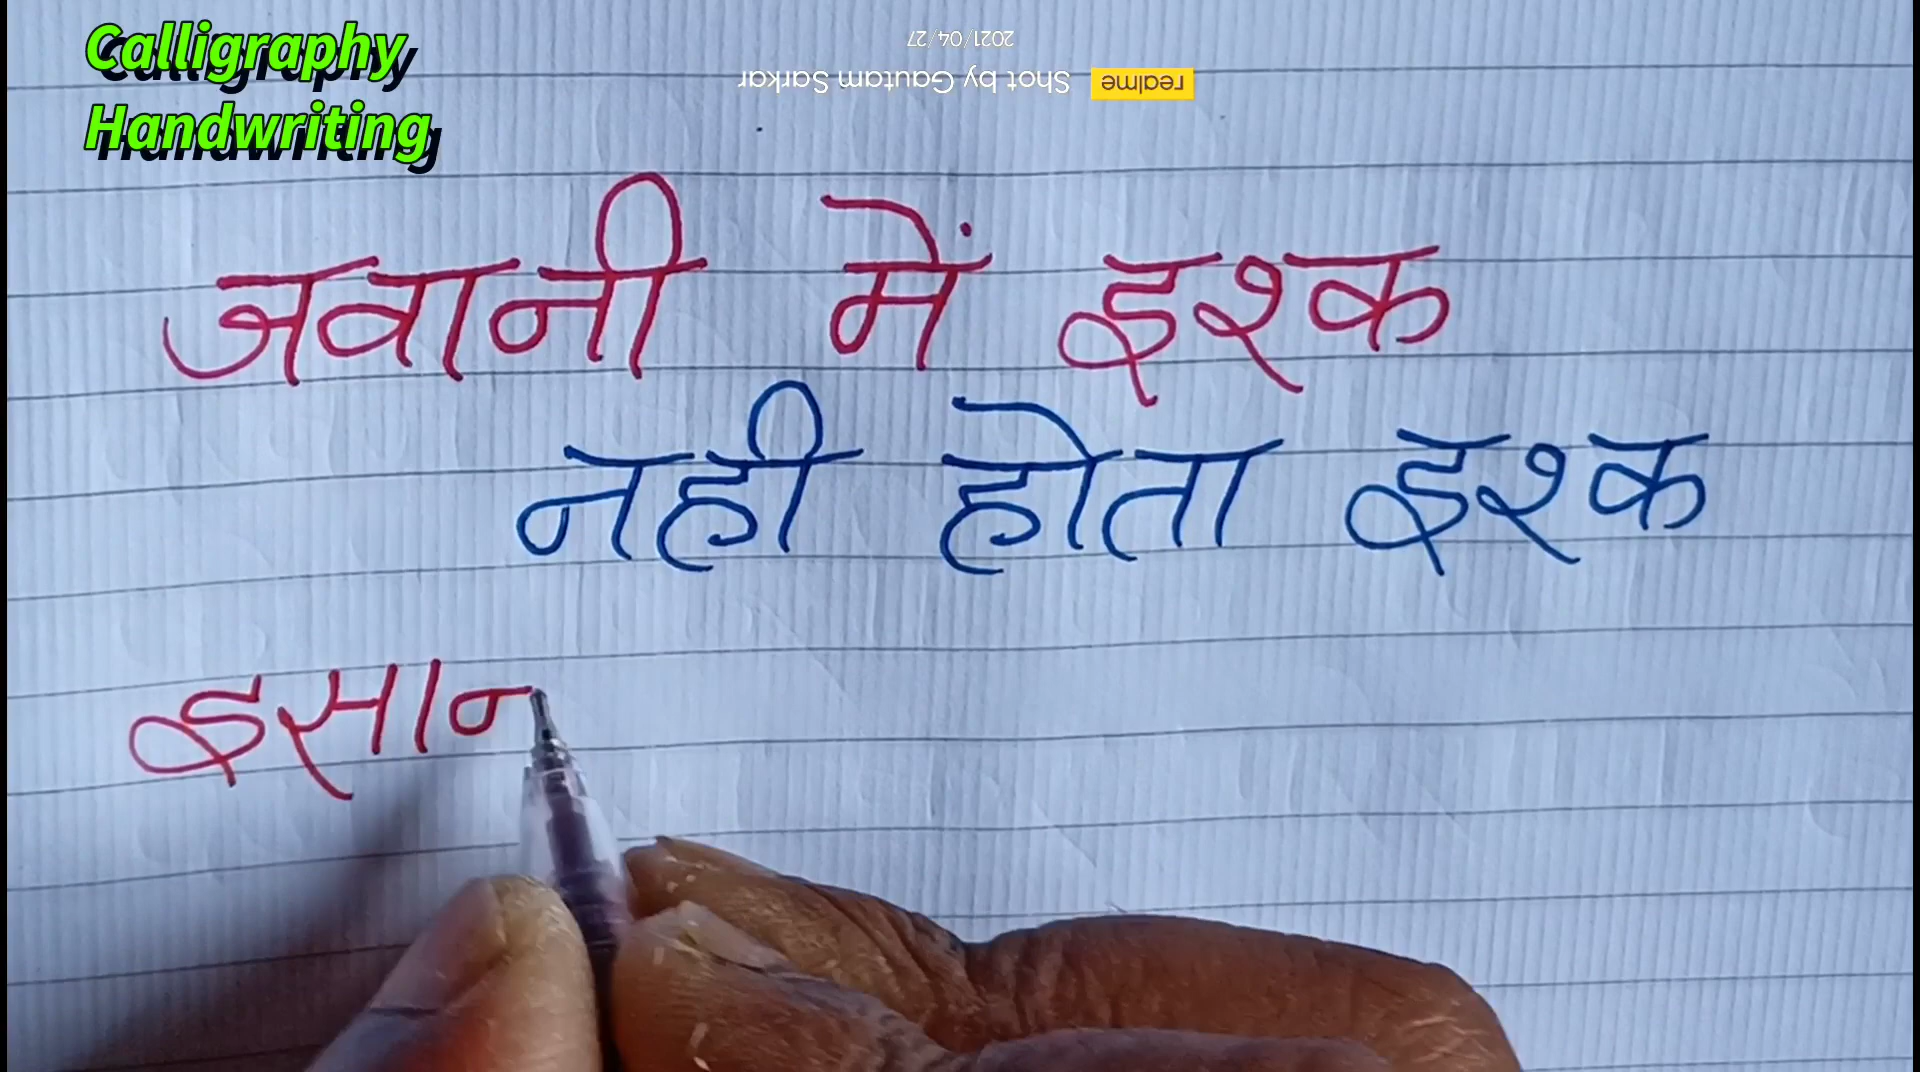 Calligraphy
Handwriting
2021/04/27
realme Shot by Gautam Sarkar
जवानी में इश्क
नही होता इश्क
इसान